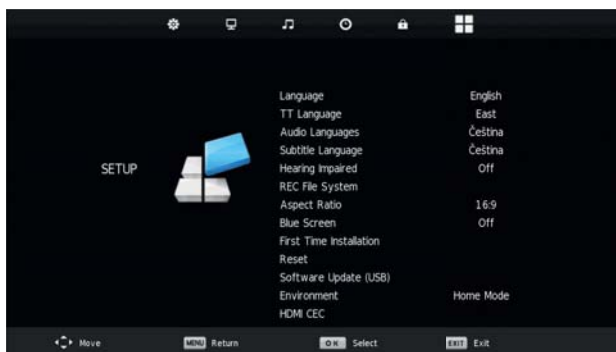 Language English
TT Language East
Audio Languages Čeština
Subtitle Language Čeština
SETUP
Hearing Impaired Off
REC File System
Aspect Ratio 16:9
Blue Screen Off
First Time Installation
Reset
Software Update (USB)
Environment Home Mode
HDMI CEC
Move MENU Return OK Select EXIT Exit